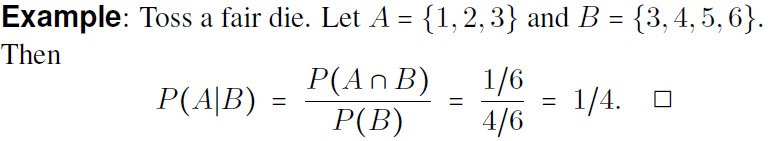 Example: Toss a fair die. Let A = {1, 2, 3} and B = {3, 4, 5, 6}.
Then
P(A|B) = P(A ∩ B) / P(B) = 1/6 / 4/6 = 1/4. □